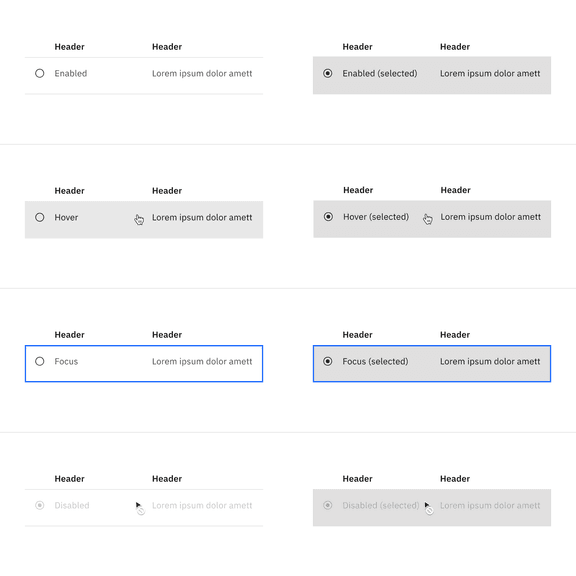 Header Header
Enabled Lorem ipsum dolor amett
Header Header
Enabled (selected) Lorem ipsum dolor amett
Header Header
Hover Lorem ipsum dolor amett
Header Header
Hover (selected) Lorem ipsum dolor amett
Header Header
Focus Lorem ipsum dolor amett
Header Header
Focus (selected) Lorem ipsum dolor amett
Header Header
Disabled Lorem ipsum dolor amett
Header Header
Disabled (selected) Lorem ipsum dolor amett